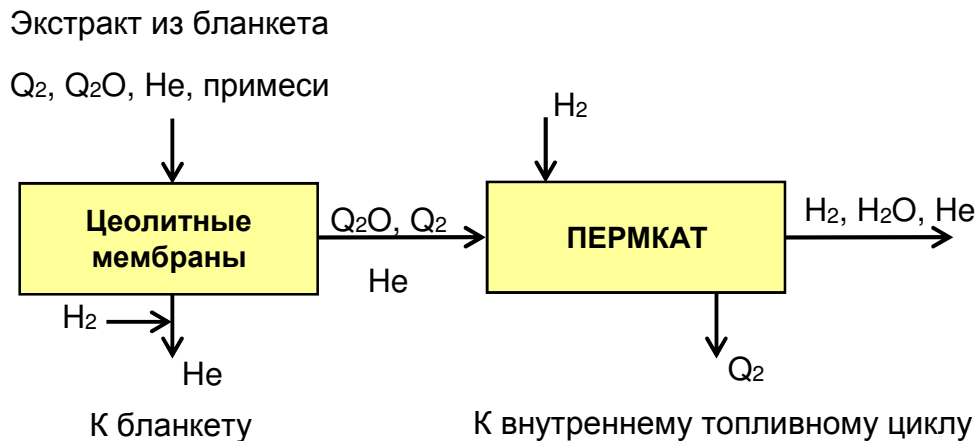 Экстракт из бланкета
Q2, Q2O, He, примеси
H2
Цеолитные
мембраны
Q2O, Q2
He
ПЕРМКАТ
H2, H2O, He
H2
He
Q2
К бланкету
К внутреннему топливному циклу